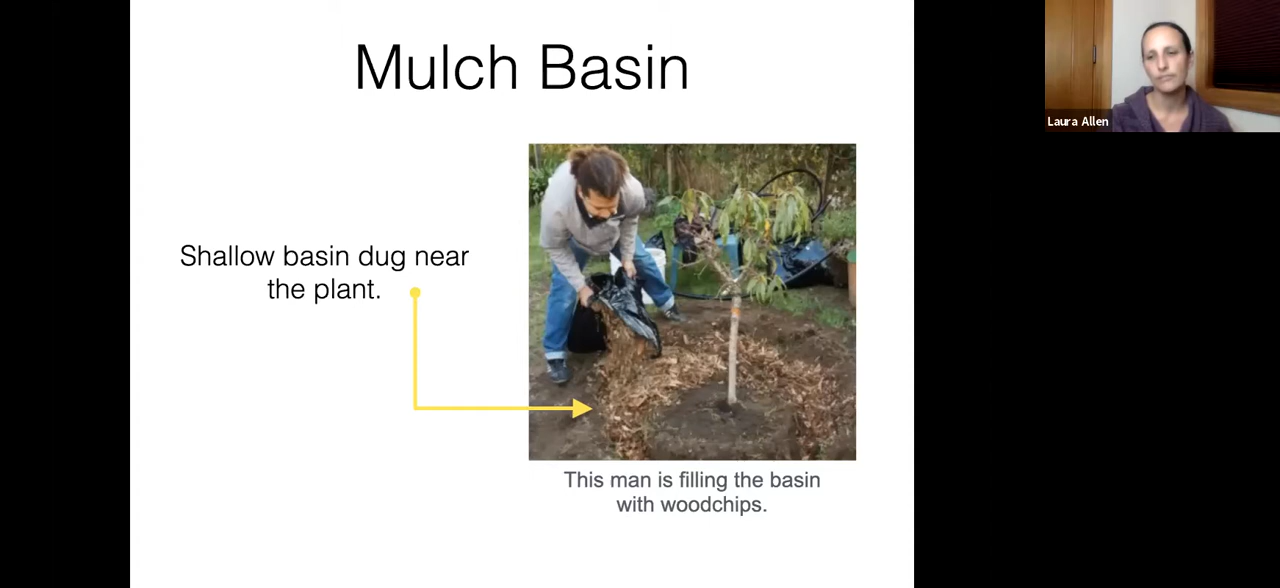 Mulch Basin
Shallow basin dug near
the plant.
This man is filling the basin
with woodchips.
Laura Allen